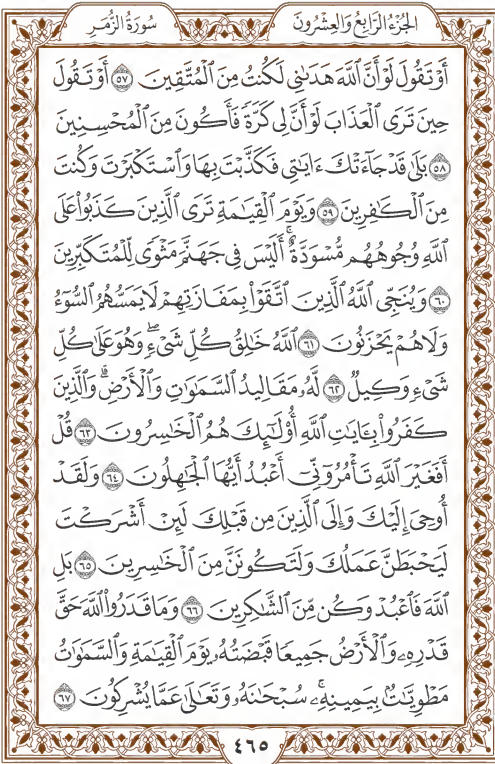 الجزء الرابع والعشرون
سورة الزمر
أَوْ تَقُولَ لَوْ أَنَّ ٱللَّهَ هَدَىٰنِى لَكُنتُ مِنَ ٱلْمُتَّقِينَ ٥٧ أَوْ تَقُولَ
حِينَ تَرَى ٱلْعَذَابَ لَوْ أَنَّ لِى كَرَّةً فَأَكُونَ مِنَ ٱلْمُحْسِنِينَ
٥٨ بَلَىٰ قَدْ جَآءَتْكَ ءَايَٰتِى فَكَذَّبْتَ بِهَا وَٱسْتَكْبَرْتَ وَكُنتَ
مِنَ ٱلْكَٰفِرِينَ ٥٩ وَيَوْمَ ٱلْقِيَٰمَةِ تَرَى ٱلَّذِينَ كَذَبُوا۟ عَلَى
ٱللَّهِ وُجُوهُهُم مُّسْوَدَّةٌ ۚ أَلَيْسَ فِى جَهَنَّمَ مَثْوًى لِّلْمُتَكَبِّرِينَ
٦٠ وَيُنَجِّى ٱللَّهُ ٱلَّذِينَ ٱتَّقَوْا۟ بِمَفَازَتِهِمْ لَا يَمَسُّهُمُ ٱلسُّوٓءُ
وَلَا هُمْ يَحْزَنُونَ ٦١ ٱللَّهُ خَٰلِقُ كُلِّ شَىْءٍ ۖ وَهُوَ عَلَىٰ كُلِّ
شَىْءٍ وَكِيلٌ ٦٢ لَّهُۥ مَقَالِيدُ ٱلسَّمَٰوَٰتِ وَٱلْأَرْضِ ۗ وَٱلَّذِينَ
كَفَرُوا۟ بِـَٔايَٰتِ ٱللَّهِ أُو۟لَٰٓئِكَ هُمُ ٱلْخَٰسِرُونَ ٦٣ قُلْ
أَفَغَيْرَ ٱللَّهِ تَأْمُرُوٓنِّىٓ أَعْبُدُ أَيُّهَا ٱلْجَٰهِلُونَ ٦٤ وَلَقَدْ
أُوحِىَ إِلَيْكَ وَإِلَى ٱلَّذِينَ مِن قَبْلِكَ لَئِنْ أَشْرَكْتَ
لَيَحْبَطَنَّ عَمَلُكَ وَلَتَكُونَنَّ مِنَ ٱلْخَٰسِرِينَ ٦٥ بَلِ
ٱللَّهَ فَٱعْبُدْ وَكُن مِّنَ ٱلشَّٰكِرِينَ ٦٦ وَمَا قَدَرُوا۟ ٱللَّهَ حَقَّ
قَدْرِهِۦ وَٱلْأَرْضُ جَمِيعًا قَبْضَتُهُۥ يَوْمَ ٱلْقِيَٰمَةِ وَٱلسَّمَٰوَٰتُ
مَطْوِيَّٰتٌۢ بِيَمِينِهِۦ ۚ سُبْحَٰنَهُۥ وَتَعَٰلَىٰ عَمَّا يُشْرِكُونَ ٦٧
٤٦٥